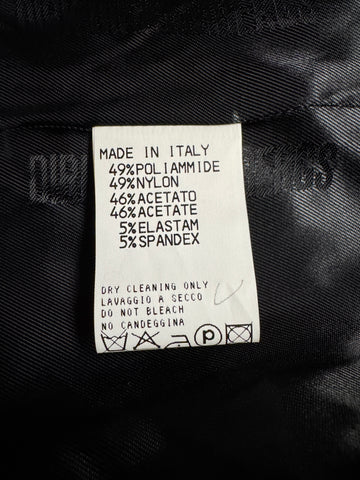 MADE IN ITALY
49%POLIAMMIDE
49%NYLON
46%ACETATO
46%ACETATE
5%ELASTAM
5%SPANDEX
DRY CLEANING ONLY
LAVAGGIO A SECCO
DO NOT BLEACH
NO CANDEGGINA
P